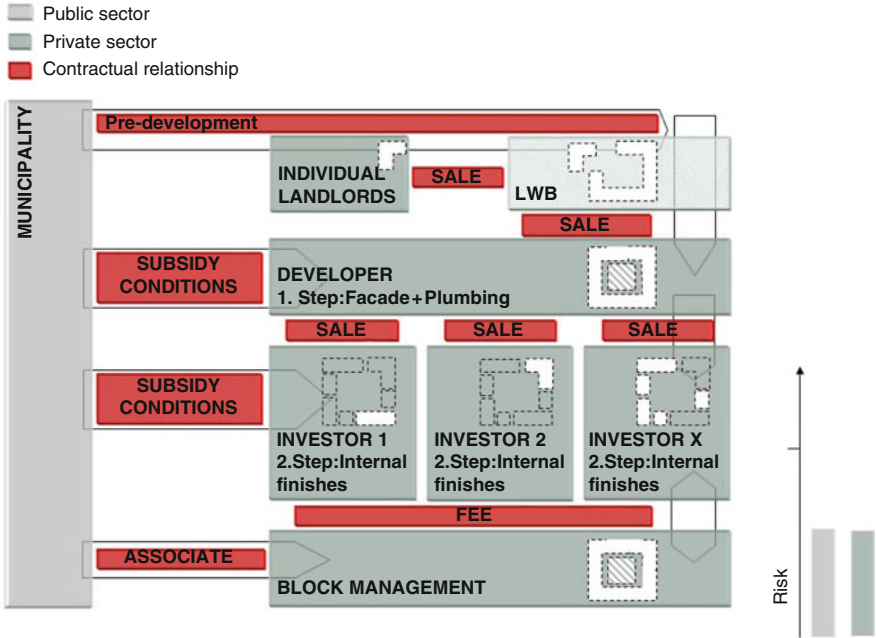 Public sector
Private sector
Contractual relationship
MUNICIPALITY
Pre-development
INDIVIDUAL
LANDLORDS
SALE
LWB
SALE
SUBSIDY
CONDITIONS
DEVELOPER
1. Step:Facade+Plumbing
SALE
SALE
SALE
SUBSIDY
CONDITIONS
INVESTOR 1
2.Step:Internal
finishes
INVESTOR 2
2.Step:Internal
finishes
INVESTOR X
2.Step:Internal
finishes
FEE
ASSOCIATE
BLOCK MANAGEMENT
Risk